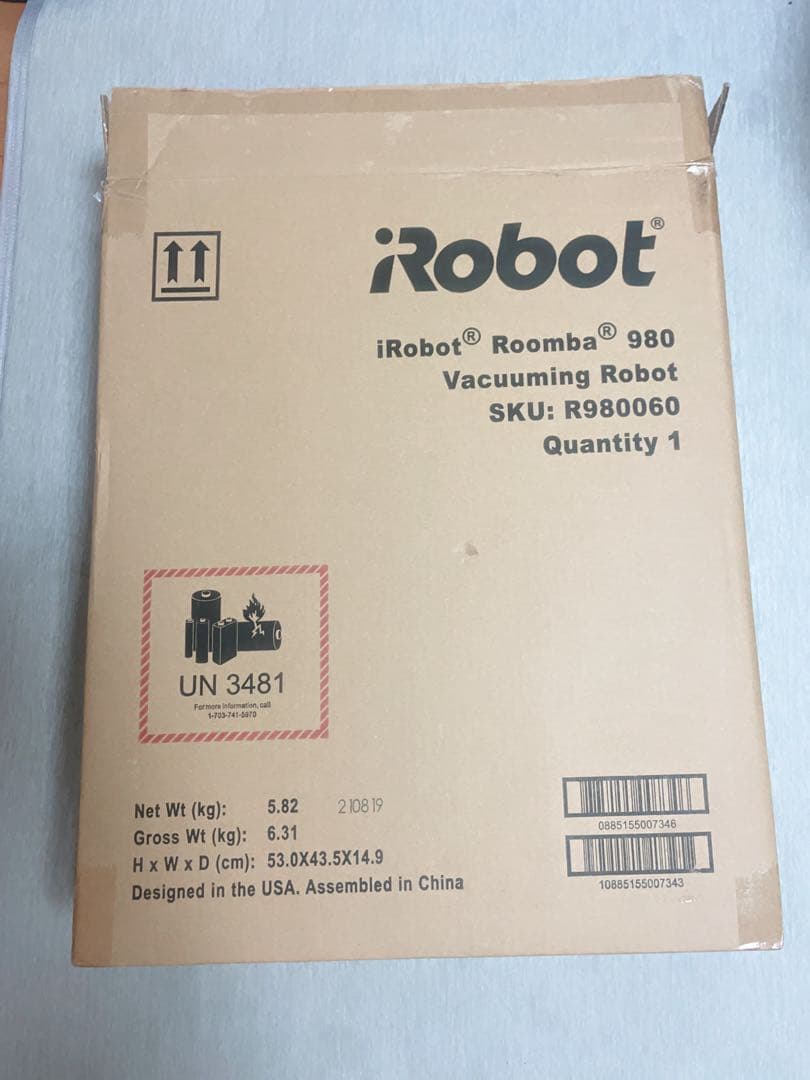 iRobot®
iRobot® Roomba® 980
Vacuuming Robot
SKU: R980060
Quantity 1
UN 3481
For more information, call
1-703-741-5970
Net Wt (kg): 5.82 210819
Gross Wt (kg): 6.31
H x W x D (cm): 53.0X43.5X14.9
Designed in the USA. Assembled in China
0885155007346
10885155007343